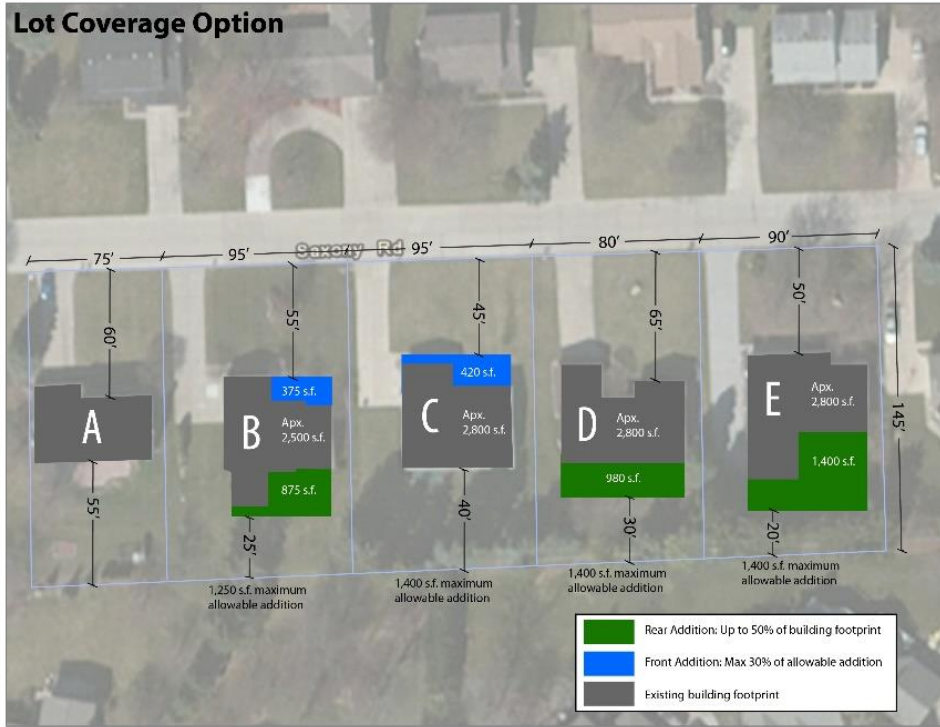 Lot Coverage Option
Saxony Rd
75'
95'
95'
80'
90'
60'
55'
45'
65'
50'
145'
375 s.f.
420 s.f.
A
B
Apx.
2,500 s.f.
C
Apx.
2,800 s.f.
D
Apx.
2,800 s.f.
E
Apx.
2,800 s.f.
875 s.f.
980 s.f.
1,400 s.f.
55'
25'
40'
30'
20'
1,250 s.f. maximum
allowable addition
1,400 s.f. maximum
allowable addition
1,400 s.f. maximum
allowable addition
1,400 s.f. maximum
allowable addition
Rear Addition: Up to 50% of building footprint
Front Addition: Max 30% of allowable addition
Existing building footprint